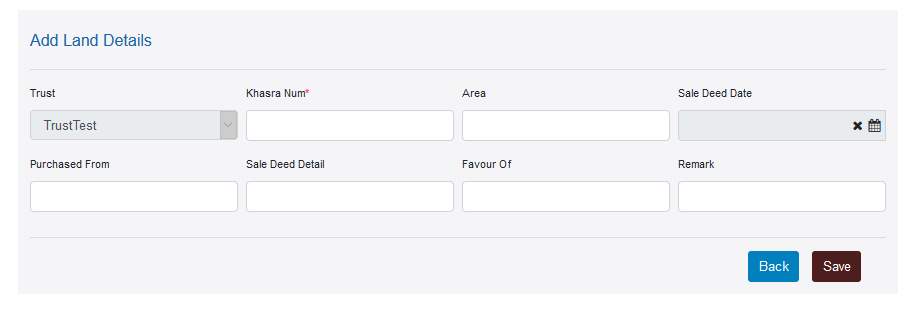 Add Land Details
Trust Khasra Num* Area Sale Deed Date
TrustTest
Purchased From Sale Deed Detail Favour Of Remark
Back Save